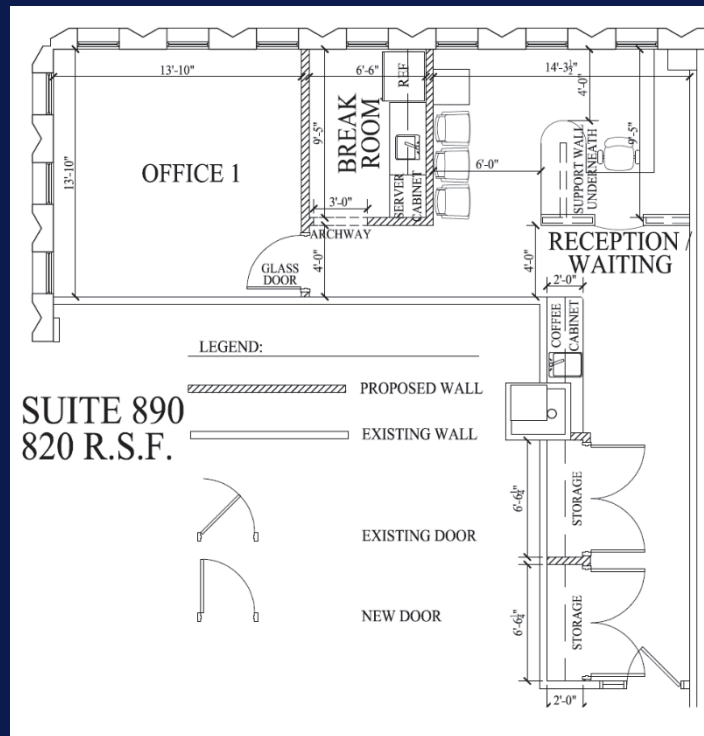 13'-10"
6'-6"
14'-3½"
REF
4'-0"
BREAK
ROOM
9'-5"
9'-5"
13'-10"
OFFICE 1
6'-0"
SUPPORT WALL
UNDERNEATH
3'-0"
SERVER
CABINET
ARCHWAY
RECEPTION /
WAITING
GLASS
DOOR
4'-0"
4'-0"
2'-0"
COFFEE
CABINET
LEGEND:
PROPOSED WALL
SUITE 890
820 R.S.F.
EXISTING WALL
6'-6¼"
STORAGE
EXISTING DOOR
NEW DOOR
6'-6¼"
STORAGE
2'-0"